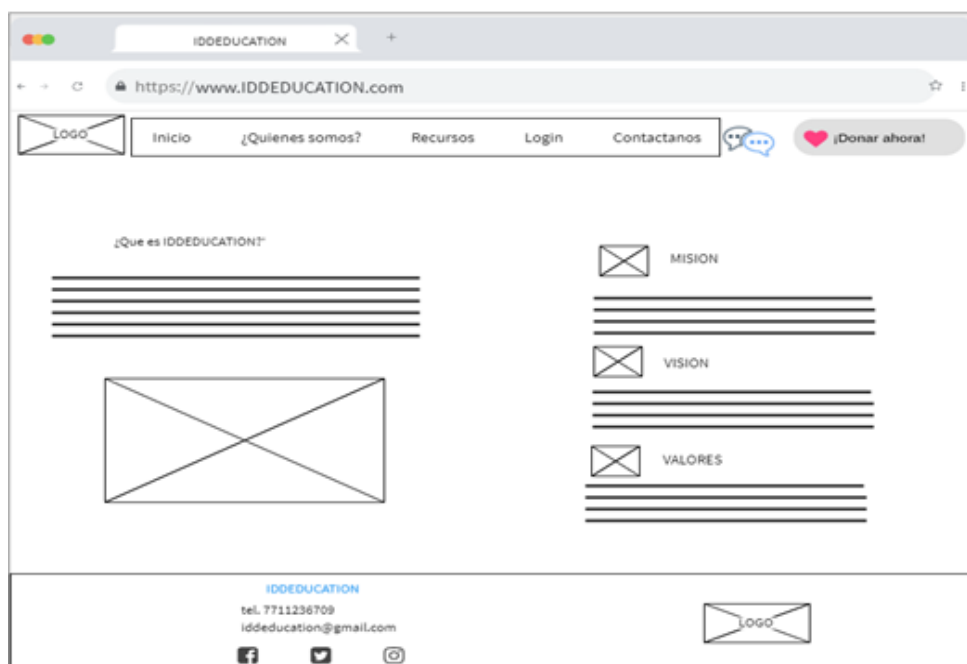 IDDEDUCATION
https://www.IDDEDUCATION.com
LOGO
Inicio ¿Quienes somos? Recursos Login Contactanos
¡Donar ahora!
¿Que es IDDEDUCATION?"
MISION
VISION
VALORES
IDDEDUCATION
tel. 7711236709
iddeducation@gmail.com
LOGO